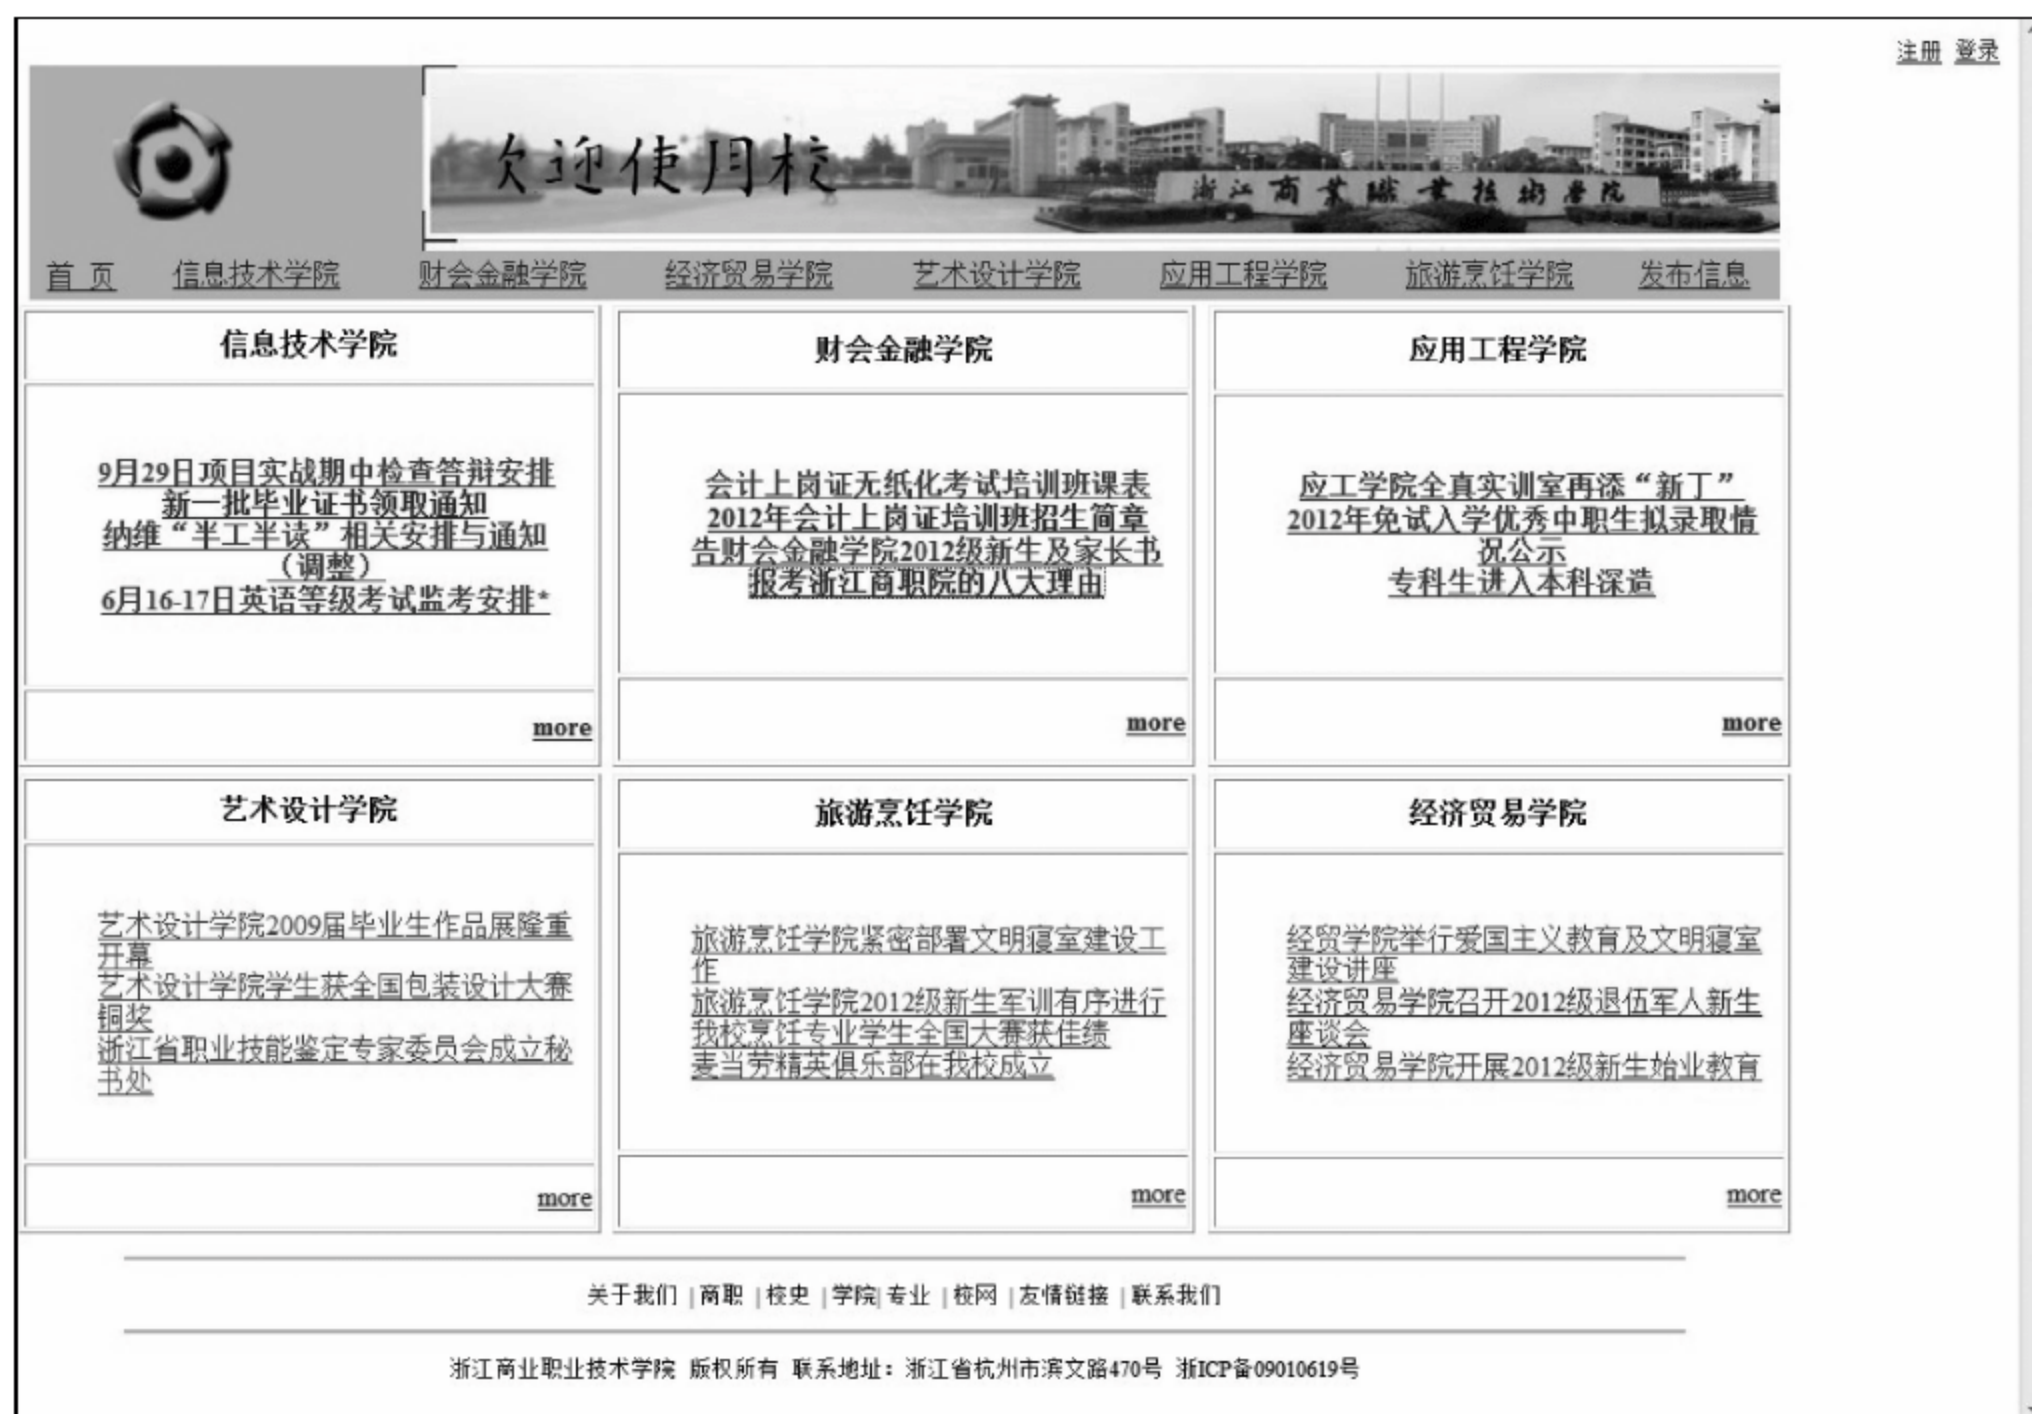 注册 登录
欢迎使用校
浙江商業職業技術學院
首 页 信息技术学院 财会金融学院 经济贸易学院 艺术设计学院 应用工程学院 旅游烹饪学院 发布信息
信息技术学院
9月29日项目实战期中检查答辩安排
新一批毕业证书领取通知
纳维“半工半读”相关安排与通知
（调整）
6月16-17日英语等级考试监考安排*
more
财会金融学院
会计上岗证无纸化考试培训班课表
2012年会计上岗证培训班招生简章
告财会金融学院2012级新生及家长书
报考浙江商职院的八大理由
more
应用工程学院
应工学院全真实训室再添“新丁”
2012年免试入学优秀中职生拟录取情
况公示
专科生进入本科深造
more
艺术设计学院
艺术设计学院2009届毕业生作品展隆重
开幕
艺术设计学院学生获全国包装设计大赛
铜奖
浙江省职业技能鉴定专家委员会成立秘
书处
more
旅游烹饪学院
旅游烹饪学院紧密部署文明寝室建设工
作
旅游烹饪学院2012级新生军训有序进行
我校烹饪专业学生全国大赛获佳绩
麦当劳精英俱乐部在我校成立
more
经济贸易学院
经贸学院举行爱国主义教育及文明寝室
建设讲座
经济贸易学院召开2012级退伍军人新生
座谈会
经济贸易学院开展2012级新生始业教育
more
关于我们 |商职 |校史 |学院|专业 |校网 |友情链接 |联系我们
浙江商业职业技术学院 版权所有 联系地址：浙江省杭州市滨文路470号 浙ICP备09010619号